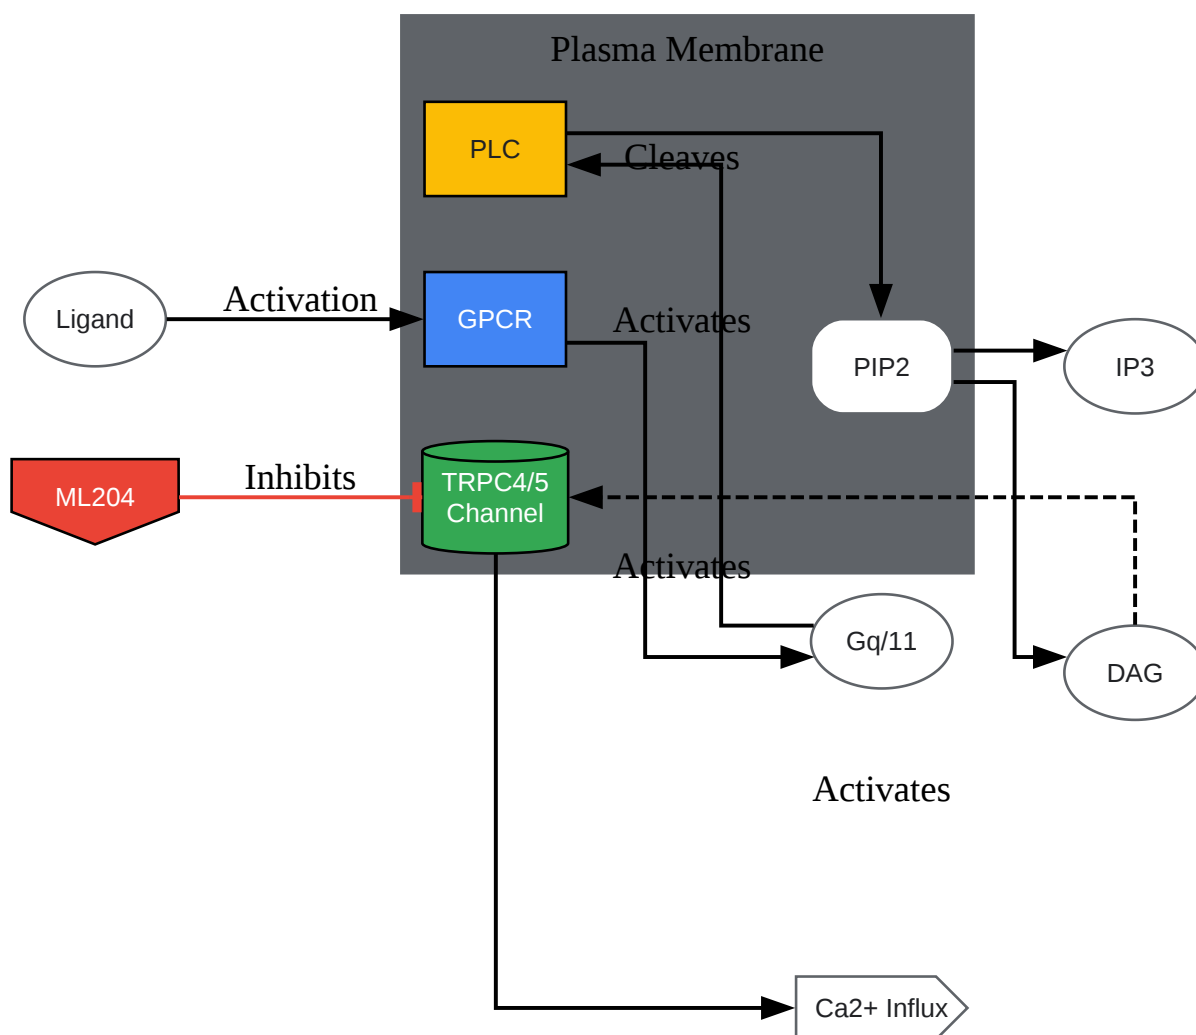 Plasma Membrane
PLC
Cleaves
Activation
Ligand
GPCR
Activates
PIP2
IP3
Inhibits
ML204
TRPC4/5
Channel
Activates
Gq/11
DAG
Activates
Ca2+ Influx